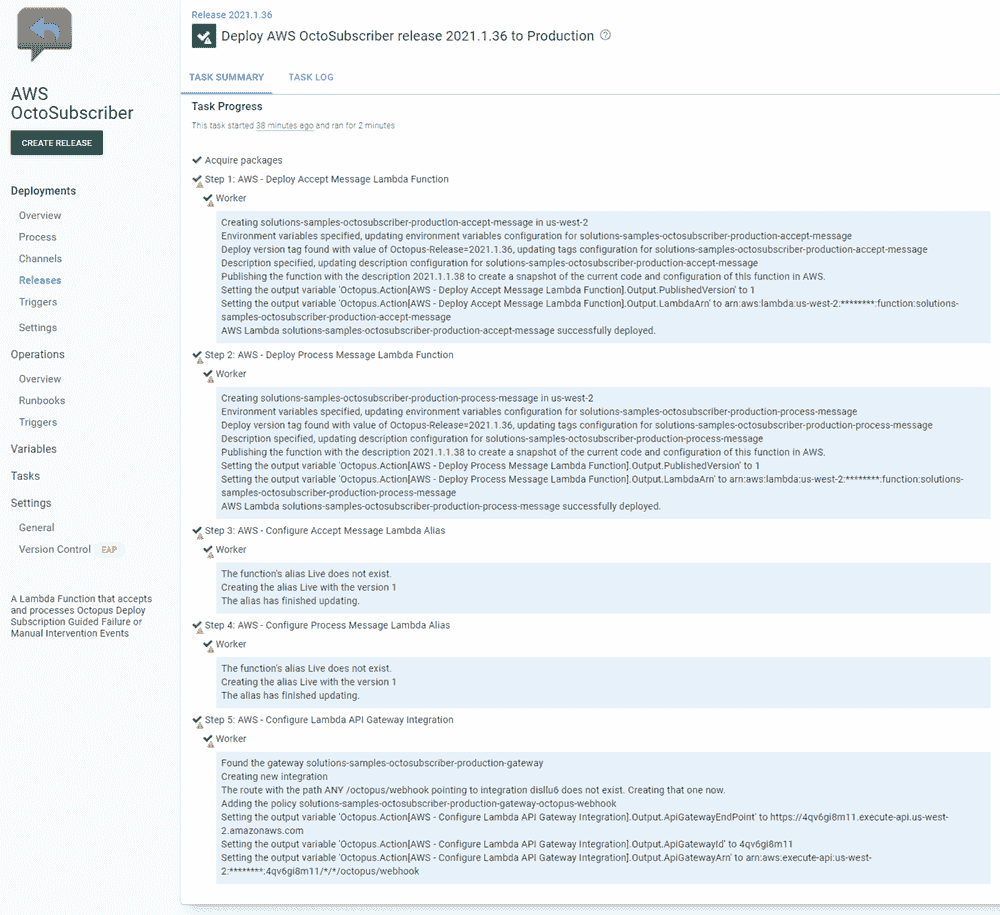 AWS
OctoSubscriber
CREATE RELEASE
Deployments
Overview
Process
Channels
Releases
Triggers
Settings
Operations
Overview
Runbooks
Triggers
Variables
Tasks
Settings
General
Version Control EAP
A Lambda Function that accepts
and processes Octopus Deploy
Subscription Guided Failure or
Manual Intervention Events
Release 2021.1.36
Deploy AWS OctoSubscriber release 2021.1.36 to Production
TASK SUMMARY TASK LOG
Task Progress
This task started 38 minutes ago and ran for 2 minutes
Acquire packages
Step 1: AWS - Deploy Accept Message Lambda Function
Worker
Creating solutions-samples-octosubscriber-production-accept-message in us-west-2
Environment variables specified, updating environment variables configuration for solutions-samples-octosubscriber-production-accept-message
Deploy version tag found with value of Octopus-Release=2021.1.36, updating tags configuration for solutions-samples-octosubscriber-production-accept-message
Description specified, updating description configuration for solutions-samples-octosubscriber-production-accept-message
Publishing the function with the description 2021.1.1.38 to create a snapshot of the current code and configuration of this function in AWS.
Setting the output variable 'Octopus.Action[AWS - Deploy Accept Message Lambda Function].Output.PublishedVersion' to 1
Setting the output variable 'Octopus.Action[AWS - Deploy Accept Message Lambda Function].Output.LambdaArn' to arn:aws:lambda:us-west-2:********:function:solutions-
samples-octosubscriber-production-accept-message
AWS Lambda solutions-samples-octosubscriber-production-accept-message successfully deployed.
Step 2: AWS - Deploy Process Message Lambda Function
Worker
Creating solutions-samples-octosubscriber-production-process-message in us-west-2
Environment variables specified, updating environment variables configuration for solutions-samples-octosubscriber-production-process-message
Deploy version tag found with value of Octopus-Release=2021.1.36, updating tags configuration for solutions-samples-octosubscriber-production-process-message
Description specified, updating description configuration for solutions-samples-octosubscriber-production-process-message
Publishing the function with the description 2021.1.1.38 to create a snapshot of the current code and configuration of this function in AWS.
Setting the output variable 'Octopus.Action[AWS - Deploy Process Message Lambda Function].Output.PublishedVersion' to 1
Setting the output variable 'Octopus.Action[AWS - Deploy Process Message Lambda Function].Output.LambdaArn' to arn:aws:lambda:us-west-2:********:function:solutions-
samples-octosubscriber-production-process-message
AWS Lambda solutions-samples-octosubscriber-production-process-message successfully deployed.
Step 3: AWS - Configure Accept Message Lambda Alias
Worker
The function's alias Live does not exist.
Creating the alias Live with the version 1
The alias has finished updating.
Step 4: AWS - Configure Process Message Lambda Alias
Worker
The function's alias Live does not exist.
Creating the alias Live with the version 1
The alias has finished updating.
Step 5: AWS - Configure Lambda API Gateway Integration
Worker
Found the gateway solutions-samples-octosubscriber-production-gateway
Creating new integration
The route with the path ANY /octopus/webhook pointing to integration disllu6 does not exist. Creating that one now.
Adding the policy solutions-samples-octosubscriber-production-gateway-octopus-webhook
Setting the output variable 'Octopus.Action[AWS - Configure Lambda API Gateway Integration].Output.ApiGatewayEndPoint' to https://4qv6gi8m11.execute-api.us-west-
2.amazonaws.com
Setting the output variable 'Octopus.Action[AWS - Configure Lambda API Gateway Integration].Output.ApiGatewayId' to 4qv6gi8m11
Setting the output variable 'Octopus.Action[AWS - Configure Lambda API Gateway Integration].Output.ApiGatewayArn' to arn:aws:execute-api:us-west-
2:********:4qv6gi8m11/*/*/octopus/webhook